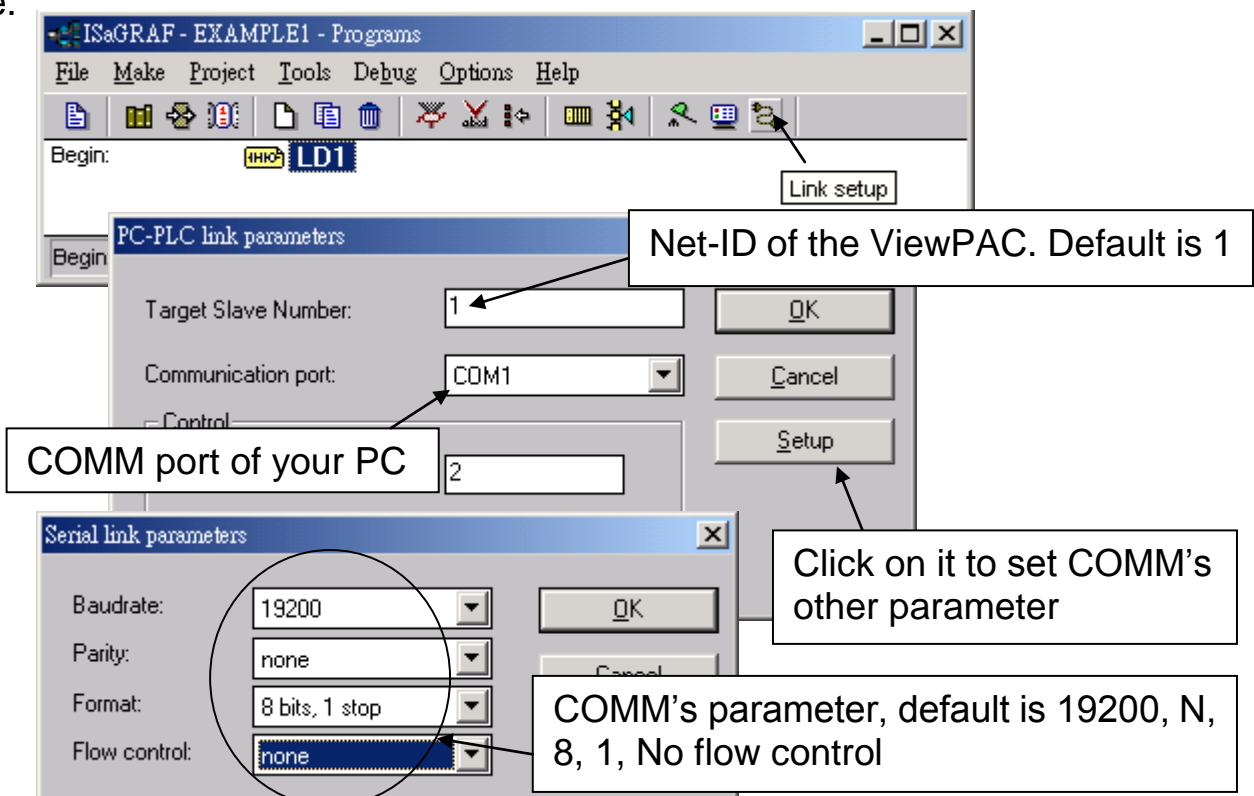 e.
ISaGRAF - EXAMPLE1 - Programs
File Make Project Tools Debug Options Help
Begin: LD1
Link setup
Begin
PC-PLC link parameters
Net-ID of the ViewPAC. Default is 1
Target Slave Number: 1
OK
Communication port: COM1
Cancel
Control
Setup
COMM port of your PC
2
Serial link parameters
Click on it to set COMM’s
other parameter
Baudrate: 19200
OK
Parity: none
Cancel
Format: 8 bits, 1 stop
COMM’s parameter, default is 19200, N,
8, 1, No flow control
Flow control: none